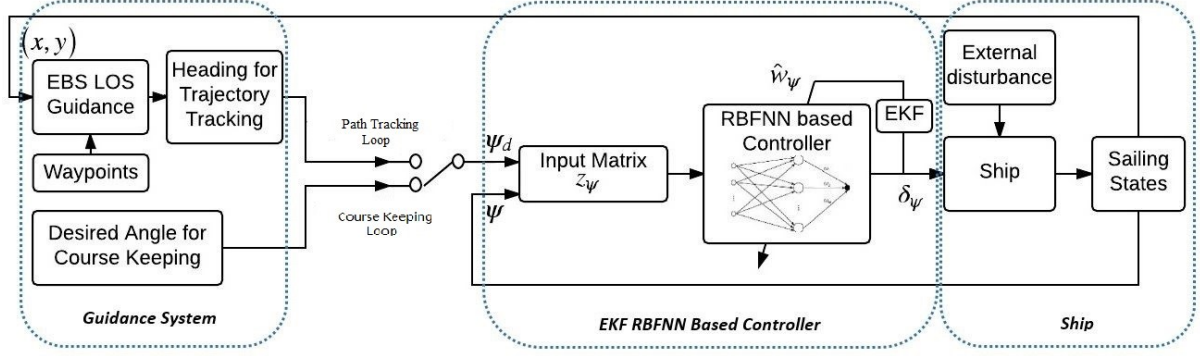 (x, y)
EBS LOS
Guidance
Heading for
Trajectory
Tracking
Waypoints
Desired Angle for
Course Keeping
Guidance System
Path Tracking
Loop
Course Keeping
Loop
ψd
ψ
Input Matrix
zψ
RBFNN based
Controller
ŵψ
EKF
δψ
EKF RBFNN Based Controller
External
disturbance
Ship
Sailing
States
Ship